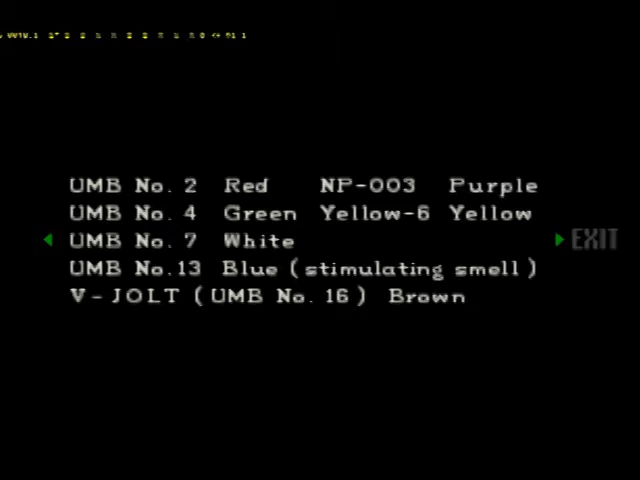 UMB No. 2 Red NP-003 Purple
UMB No. 4 Green Yellow-6 Yellow
UMB No. 7 White
EXIT
UMB No.13 Blue (stimulating smell)
V-JOLT (UMB No. 16) Brown